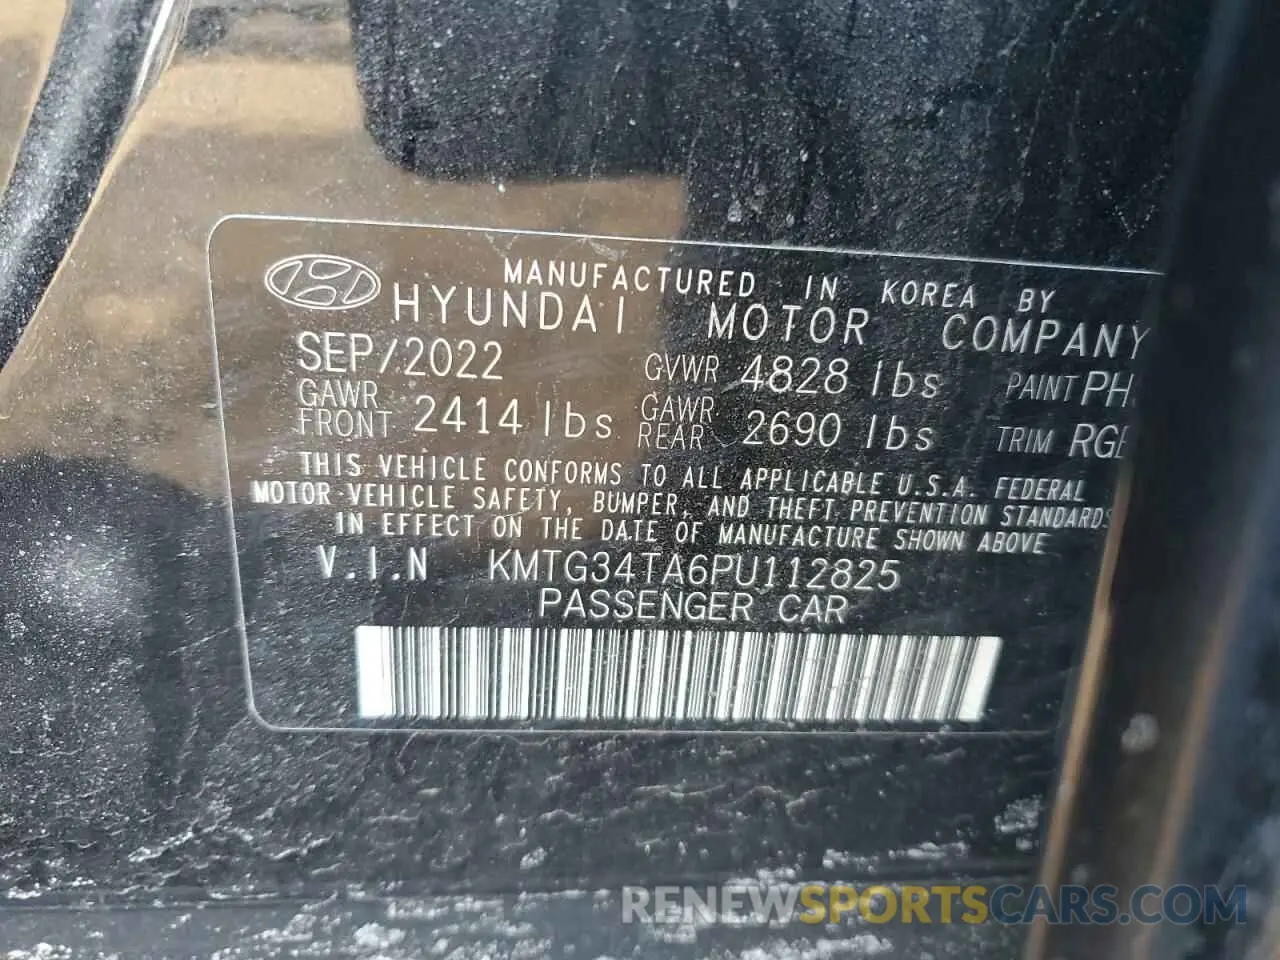 MANUFACTURED IN KOREA BY
HYUNDAI MOTOR COMPANY
SEP/2022 GVWR 4828 lbs PAINT PH
GAWR FRONT 2414 lbs GAWR REAR 2690 lbs TRIM RGE
THIS VEHICLE CONFORMS TO ALL APPLICABLE U.S.A. FEDERAL
MOTOR VEHICLE SAFETY, BUMPER, AND THEFT PREVENTION STANDARDS
IN EFFECT ON THE DATE OF MANUFACTURE SHOWN ABOVE
V.I.N KMTG34TA6PU112825
PASSENGER CAR
RENEWSPORTSCARS.COM